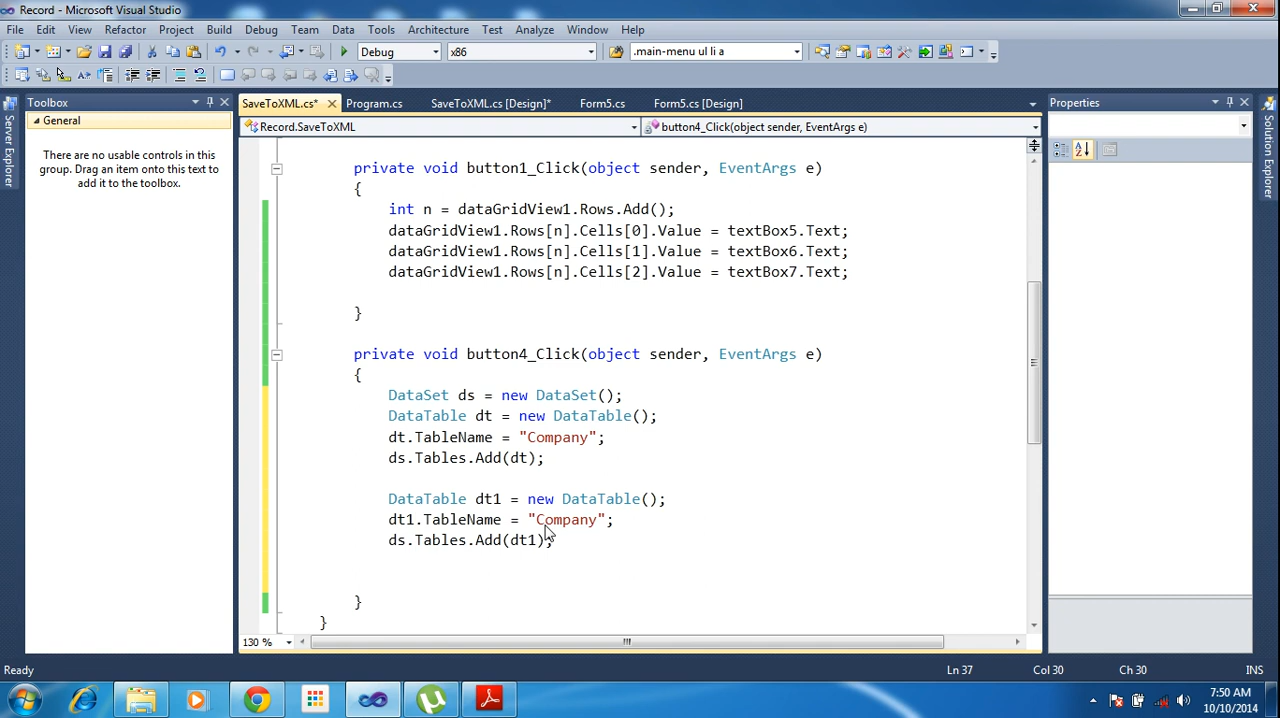 Record - Microsoft Visual Studio
File Edit View Refactor Project Build Debug Team Data Tools Architecture Test Analyze Window Help
Debug x86 .main-menu ul li a
Toolbox
General
There are no usable controls in this
group. Drag an item onto this text to
add it to the toolbox.
Server Explorer
SaveToXML.cs* Program.cs SaveToXML.cs [Design]* Form5.cs Form5.cs [Design]
Record.SaveToXML button4_Click(object sender, EventArgs e)
private void button1_Click(object sender, EventArgs e)
{
int n = dataGridView1.Rows.Add();
dataGridView1.Rows[n].Cells[0].Value = textBox5.Text;
dataGridView1.Rows[n].Cells[1].Value = textBox6.Text;
dataGridView1.Rows[n].Cells[2].Value = textBox7.Text;
}
private void button4_Click(object sender, EventArgs e)
{
DataSet ds = new DataSet();
DataTable dt = new DataTable();
dt.TableName = "Company";
ds.Tables.Add(dt);
DataTable dt1 = new DataTable();
dt1.TableName = "Company";
ds.Tables.Add(dt1);
}
}
130 %
Properties
Solution Explorer
Ready Ln 37 Col 30 Ch 30 INS
7:50 AM
10/10/2014